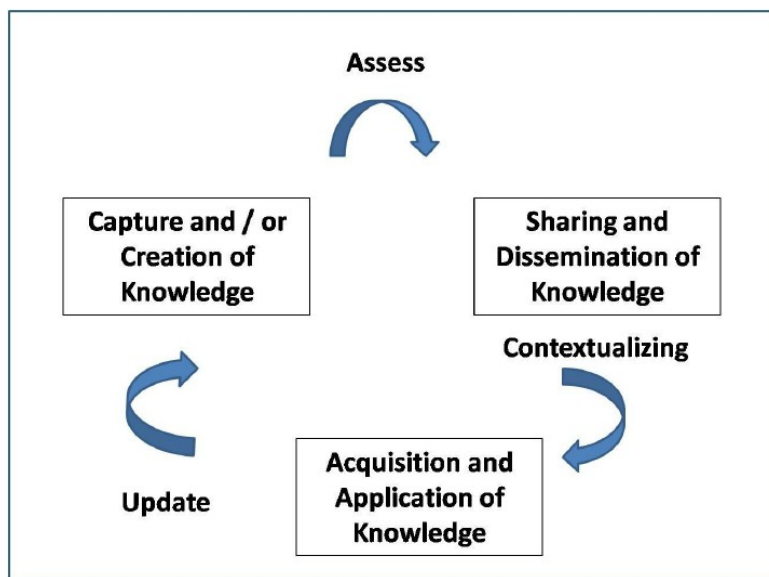 Assess
Capture and / or
Creation of
Knowledge
Sharing and
Dissemination of
Knowledge
Contextualizing
Acquisition and
Application of
Knowledge
Update